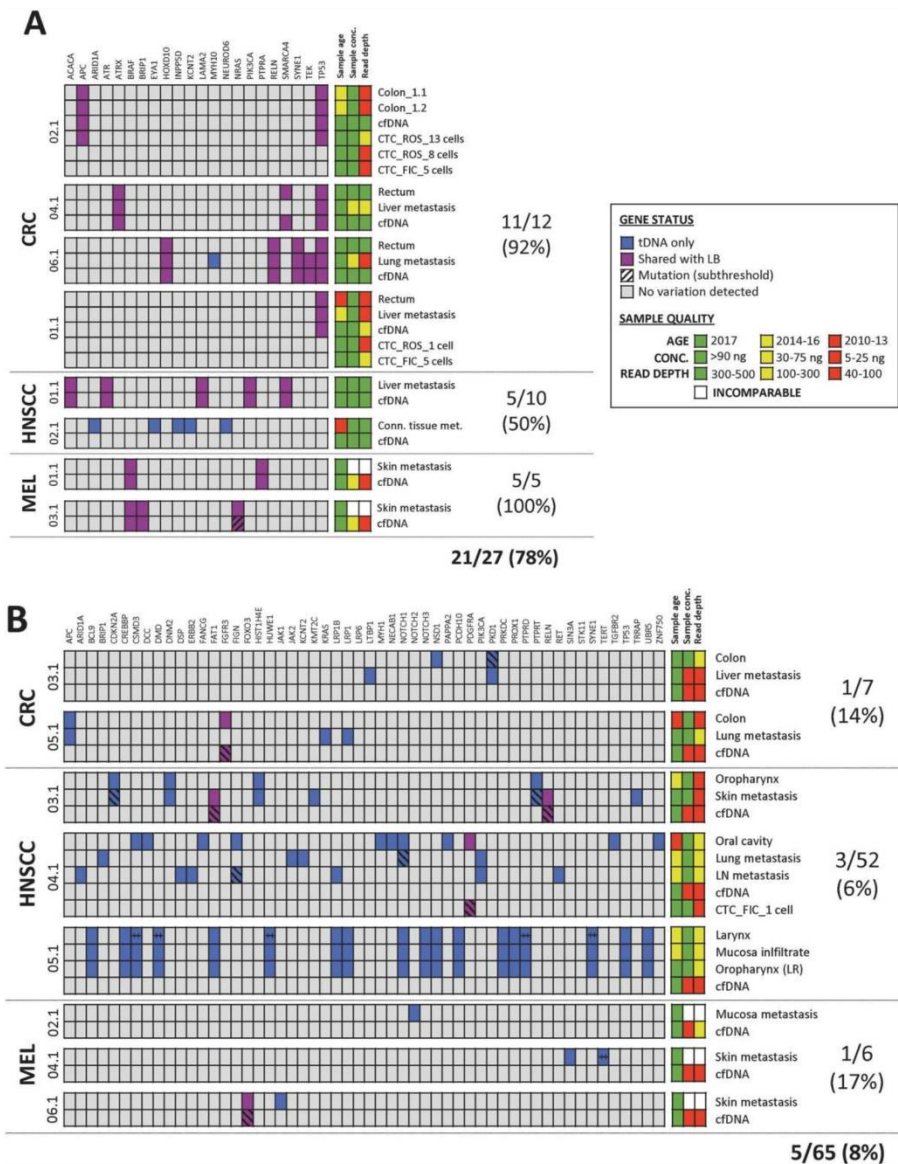 A
ACACA APC ARID1A ATR ATRX BRAF BRIP1 EYA1 HOXD10 INPP5D KCNT2 LAMA2 MYH10 NEUROD6 NRAS PIK3CA PTPRA RELN SMARCA4 SYNE1 TEK TP53 Sample age Sample conc. Read depth
CRC
02.1
Colon_1.1
Colon_1.2
cfDNA
CTC_ROS_13 cells
CTC_ROS_8 cells
CTC_FIC_5 cells
04.1
Rectum
Liver metastasis
cfDNA
11/12
(92%)
06.1
Rectum
Lung metastasis
cfDNA
01.1
Rectum
Liver metastasis
cfDNA
CTC_ROS_1 cell
CTC_FIC_5 cells
HNSCC
01.1
Liver metastasis
cfDNA
5/10
(50%)
02.1
Conn. tissue met.
cfDNA
MEL
01.1
Skin metastasis
cfDNA
5/5
(100%)
03.1
Skin metastasis
cfDNA
21/27 (78%)
GENE STATUS
tDNA only
Shared with LB
Mutation (subthreshold)
No variation detected
SAMPLE QUALITY
AGE 2017 2014-16 2010-13
CONC. >90 ng 30-75 ng 5-25 ng
READ DEPTH 300-500 100-300 40-100
INCOMPARABLE
B
APC ARID1A BCL9 BRIP1 CDKN2A CREBBP CSMD3 DCC DMD DNM2 DSP ERBB2 FANCG FAT1 FGFR3 FIGN FOXO3 HIST1H4E HUWE1 JAK1 JAK2 KCNT2 KMT2C KRAS LRP1B LRP1 LRP6 LTBP1 MYH1 NECAB1 NOTCH1 NOTCH2 NOTCH3 NSD1 PAPPA2 PCDH10 PDGFRA PIK3CA PKD1 PRKDC PROX1 PTPRD PTPRT RELN RET SIN3A STK11 SYNE1 TERT TGFBR2 TP53 TRRAP UBR5 ZNF750 Sample age Sample conc. Read depth
CRC
03.1
Colon
Liver metastasis
cfDNA
1/7
(14%)
05.1
Colon
Lung metastasis
cfDNA
HNSCC
03.1
Oropharynx
Skin metastasis
cfDNA
04.1
Oral cavity
Lung metastasis
LN metastasis
cfDNA
CTC_FIC_1 cell
3/52
(6%)
05.1
Larynx
Mucosa inlfiltrate
Oropharynx (LR)
cfDNA
MEL
02.1
Mucosa metastasis
cfDNA
04.1
Skin metastasis
cfDNA
1/6
(17%)
06.1
Skin metastasis
cfDNA
5/65 (8%)